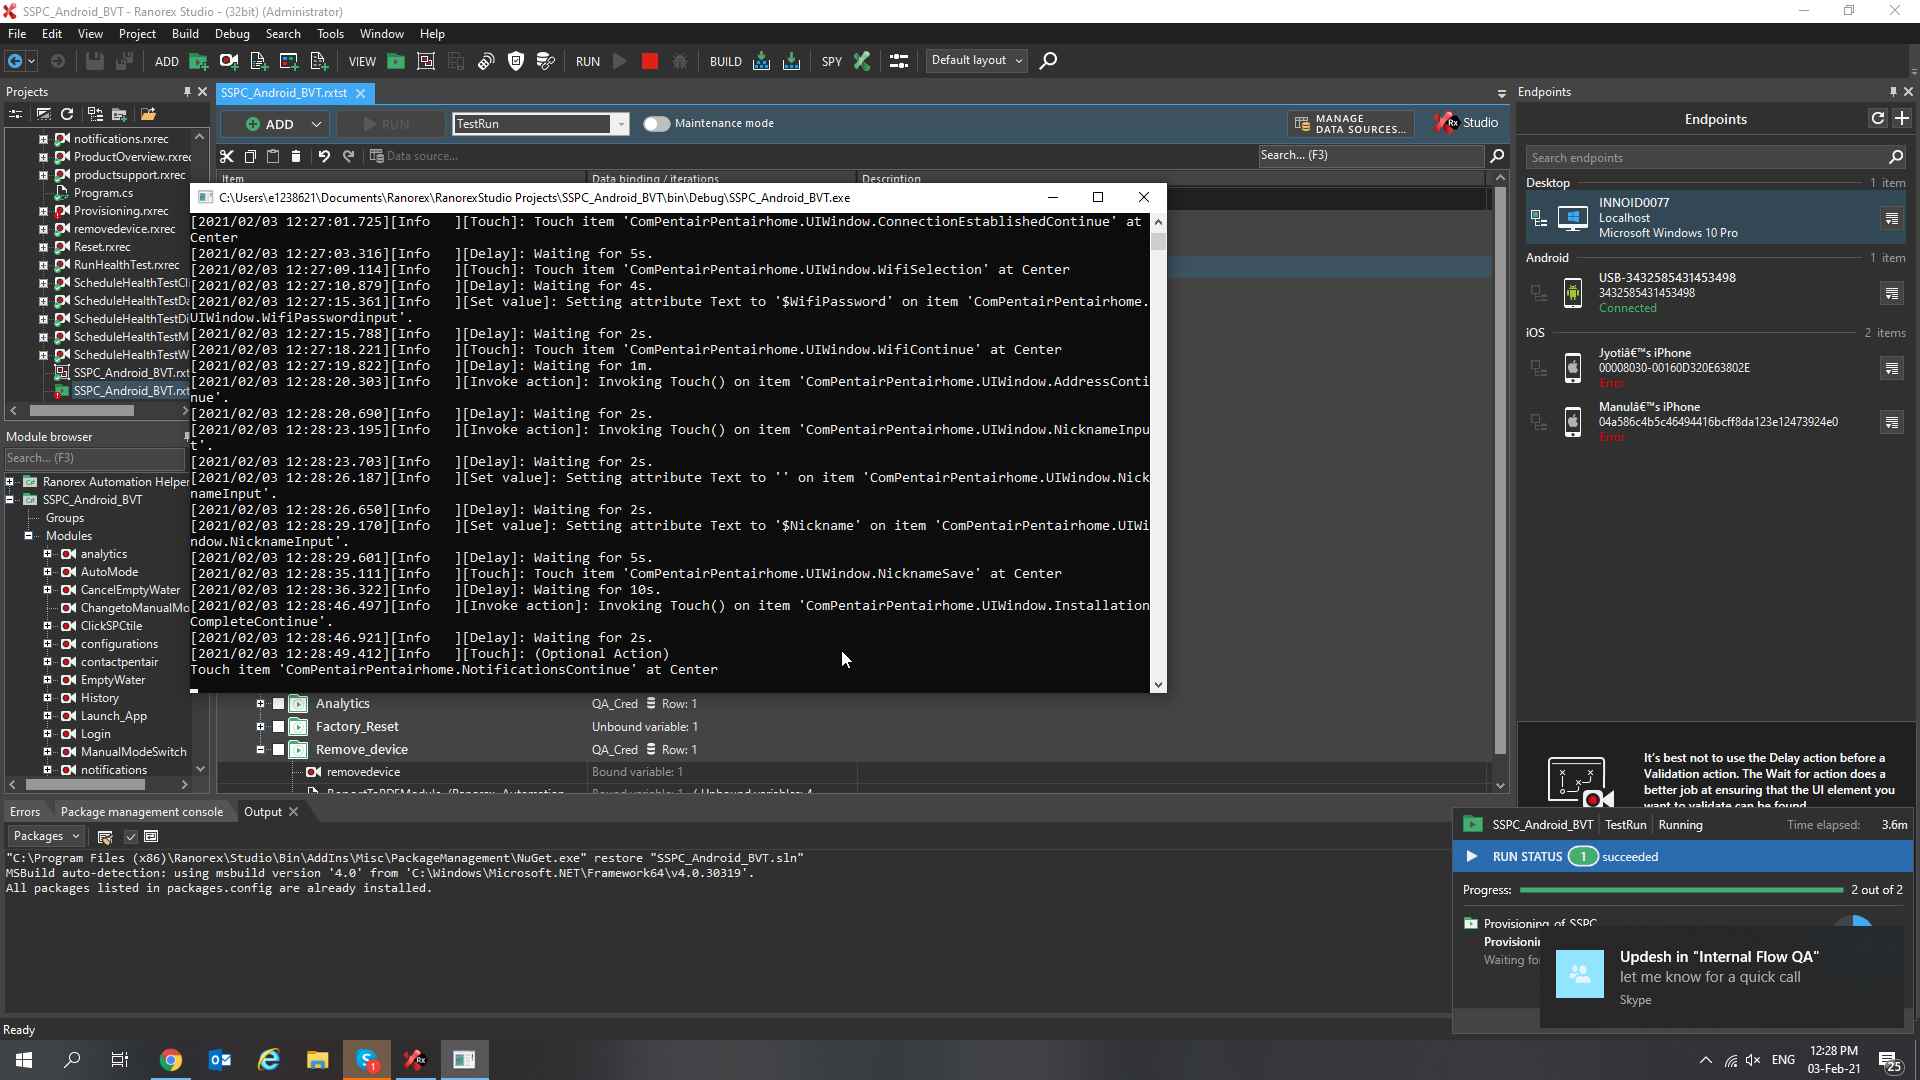 SSPC_Android_BVT - Ranorex Studio - (32bit) (Administrator)
File Edit View Project Build Debug Search Tools Window Help
ADD VIEW RUN BUILD SPY Default layout
Projects
notifications.rxrec
ProductOverview.rxrec
productsupport.rxrec
Program.cs
Provisioning.rxrec
removedevice.rxrec
Reset.rxrec
RunHealthTest.rxrec
ScheduleHealthTestCl
ScheduleHealthTestDa
ScheduleHealthTestDi
ScheduleHealthTestM
ScheduleHealthTestW
SSPC_Android_BVT.rxt
SSPC_Android_BVT.rxt
Module browser
Search... (F3)
Ranorex Automation Helper
SSPC_Android_BVT
Groups
Modules
analytics
AutoMode
CancelEmptyWater
ChangetoManualMo
ClickSPCtile
configurations
contactpentair
EmptyWater
History
Launch_App
Login
ManualModeSwitch
notifications
SSPC_Android_BVT.rxtst
ADD RUN TestRun Maintenance mode MANAGE DATA SOURCES... Rx Studio
Data source... Search... (F3)
Item Data binding / iterations Description
C:\Users\e1238621\Documents\Ranorex\RanorexStudio Projects\SSPC_Android_BVT\bin\Debug\SSPC_Android_BVT.exe
[2021/02/03 12:27:01.725][Info   ][Touch]: Touch item 'ComPentairPentairhome.UIWindow.ConnectionEstablishedContinue' at
Center
[2021/02/03 12:27:03.316][Info   ][Delay]: Waiting for 5s.
[2021/02/03 12:27:09.114][Info   ][Touch]: Touch item 'ComPentairPentairhome.UIWindow.WifiSelection' at Center
[2021/02/03 12:27:10.879][Info   ][Delay]: Waiting for 4s.
[2021/02/03 12:27:15.361][Info   ][Set value]: Setting attribute Text to '$WifiPassword' on item 'ComPentairPentairhome.
UIWindow.WifiPasswordinput'.
[2021/02/03 12:27:15.788][Info   ][Delay]: Waiting for 2s.
[2021/02/03 12:27:18.221][Info   ][Touch]: Touch item 'ComPentairPentairhome.UIWindow.WifiContinue' at Center
[2021/02/03 12:27:19.822][Info   ][Delay]: Waiting for 1m.
[2021/02/03 12:28:20.303][Info   ][Invoke action]: Invoking Touch() on item 'ComPentairPentairhome.UIWindow.AddressConti
nue'.
[2021/02/03 12:28:20.690][Info   ][Delay]: Waiting for 2s.
[2021/02/03 12:28:23.195][Info   ][Invoke action]: Invoking Touch() on item 'ComPentairPentairhome.UIWindow.NicknameInpu
t'.
[2021/02/03 12:28:23.703][Info   ][Delay]: Waiting for 2s.
[2021/02/03 12:28:26.187][Info   ][Set value]: Setting attribute Text to '' on item 'ComPentairPentairhome.UIWindow.Nick
nameInput'.
[2021/02/03 12:28:26.650][Info   ][Delay]: Waiting for 2s.
[2021/02/03 12:28:29.170][Info   ][Set value]: Setting attribute Text to '$Nickname' on item 'ComPentairPentairhome.UIWi
ndow.NicknameInput'.
[2021/02/03 12:28:29.601][Info   ][Delay]: Waiting for 5s.
[2021/02/03 12:28:35.111][Info   ][Touch]: Touch item 'ComPentairPentairhome.UIWindow.NicknameSave' at Center
[2021/02/03 12:28:36.322][Info   ][Delay]: Waiting for 10s.
[2021/02/03 12:28:46.497][Info   ][Invoke action]: Invoking Touch() on item 'ComPentairPentairhome.UIWindow.Installation
CompleteContinue'.
[2021/02/03 12:28:46.921][Info   ][Delay]: Waiting for 2s.
[2021/02/03 12:28:49.412][Info   ][Touch]: (Optional Action)
Touch item 'ComPentairPentairhome.NotificationsContinue' at Center
Analytics QA_Cred Row: 1
Factory_Reset Unbound variable: 1
Remove_device QA_Cred Row: 1
removedevice Bound variable: 1
Endpoints
Endpoints
Search endpoints
Desktop 1 item
INNOID0077
Localhost
Microsoft Windows 10 Pro
Android 1 item
USB-3432585431453498
3432585431453498
Connected
iOS 2 items
Jyotiâ€™s iPhone
00008030-00160D320E63802E
Error
Manulâ€™s iPhone
04a586c4b5c46494416bcff8da123e12473924e0
Error
It's best not to use the Delay action before a
Validation action. The Wait for action does a
better job at ensuring that the UI element you
want to validate can be found.
SSPC_Android_BVT TestRun Running Time elapsed: 3.6m
RUN STATUS 1 succeeded
Progress: 2 out of 2
Provisioning of SSPC
Provisionin
Waiting fo
Updesh in "Internal Flow QA"
let me know for a quick call
Skype
Errors Package management console Output
Packages
"C:\Program Files (x86)\Ranorex\Studio\Bin\AddIns\Misc\PackageManagement\NuGet.exe" restore "SSPC_Android_BVT.sln"
MSBuild auto-detection: using msbuild version '4.0' from 'C:\Windows\Microsoft.NET\Framework64\v4.0.30319'.
All packages listed in packages.config are already installed.
Ready
ENG 12:28 PM
03-Feb-21 25